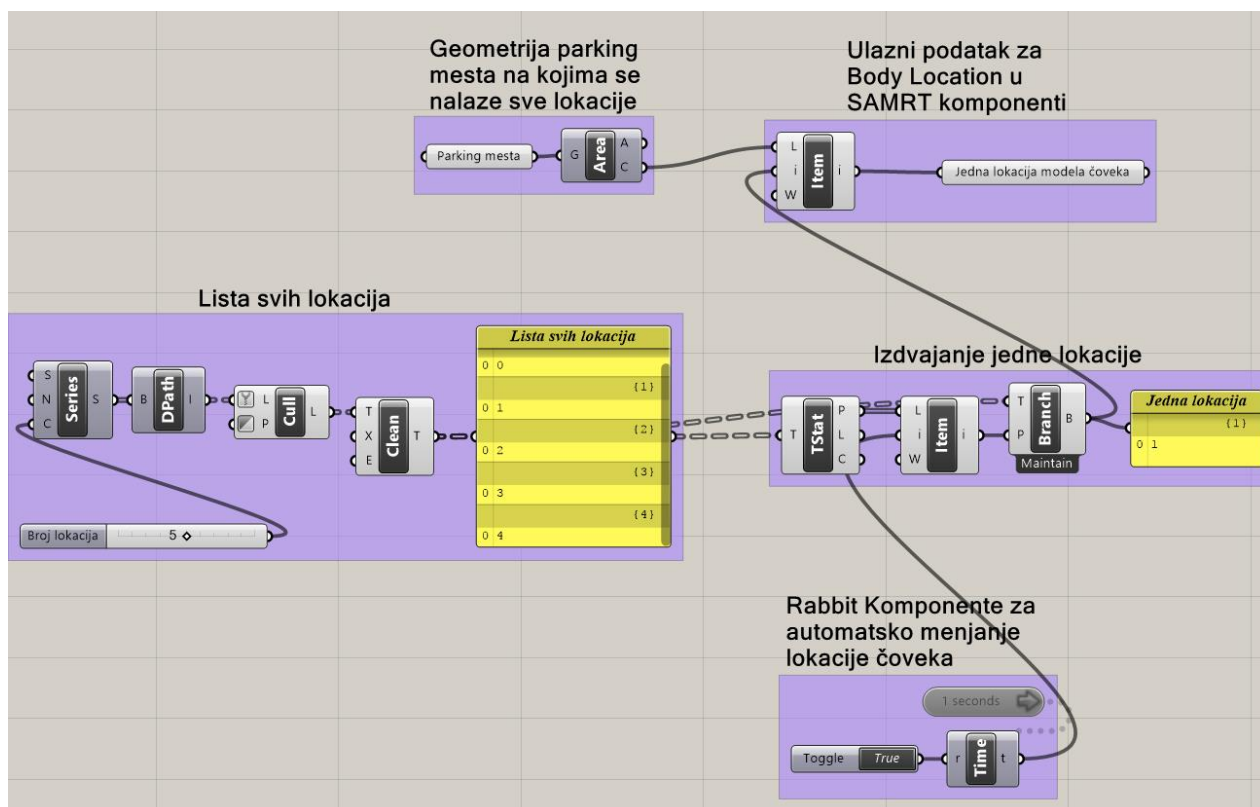 Geometrija parking
mesta na kojima se
nalaze sve lokacije
Parking mesta
G
Area
A
C
Ulazni podatak za
Body Location u
SAMRT komponenti
L
i
W
Item
i
Jedna lokacija modela čoveka
Lista svih lokacija
S
N
C
Series
S
B
DPath
I
L
P
Cull
L
T
X
E
Clean
T
Lista svih lokacija
0 0
{1}
0 1
{2}
0 2
{3}
0 3
{4}
0 4
Broj lokacija
5
Izdvajanje jedne lokacije
T
TStat
P
L
C
L
i
W
Item
i
T
P
Branch
B
Maintain
Jedna lokacija
{1}
0 1
Rabbit Komponente za
automatsko menjanje
lokacije čoveka
1 seconds
Toggle
True
r
Time
t